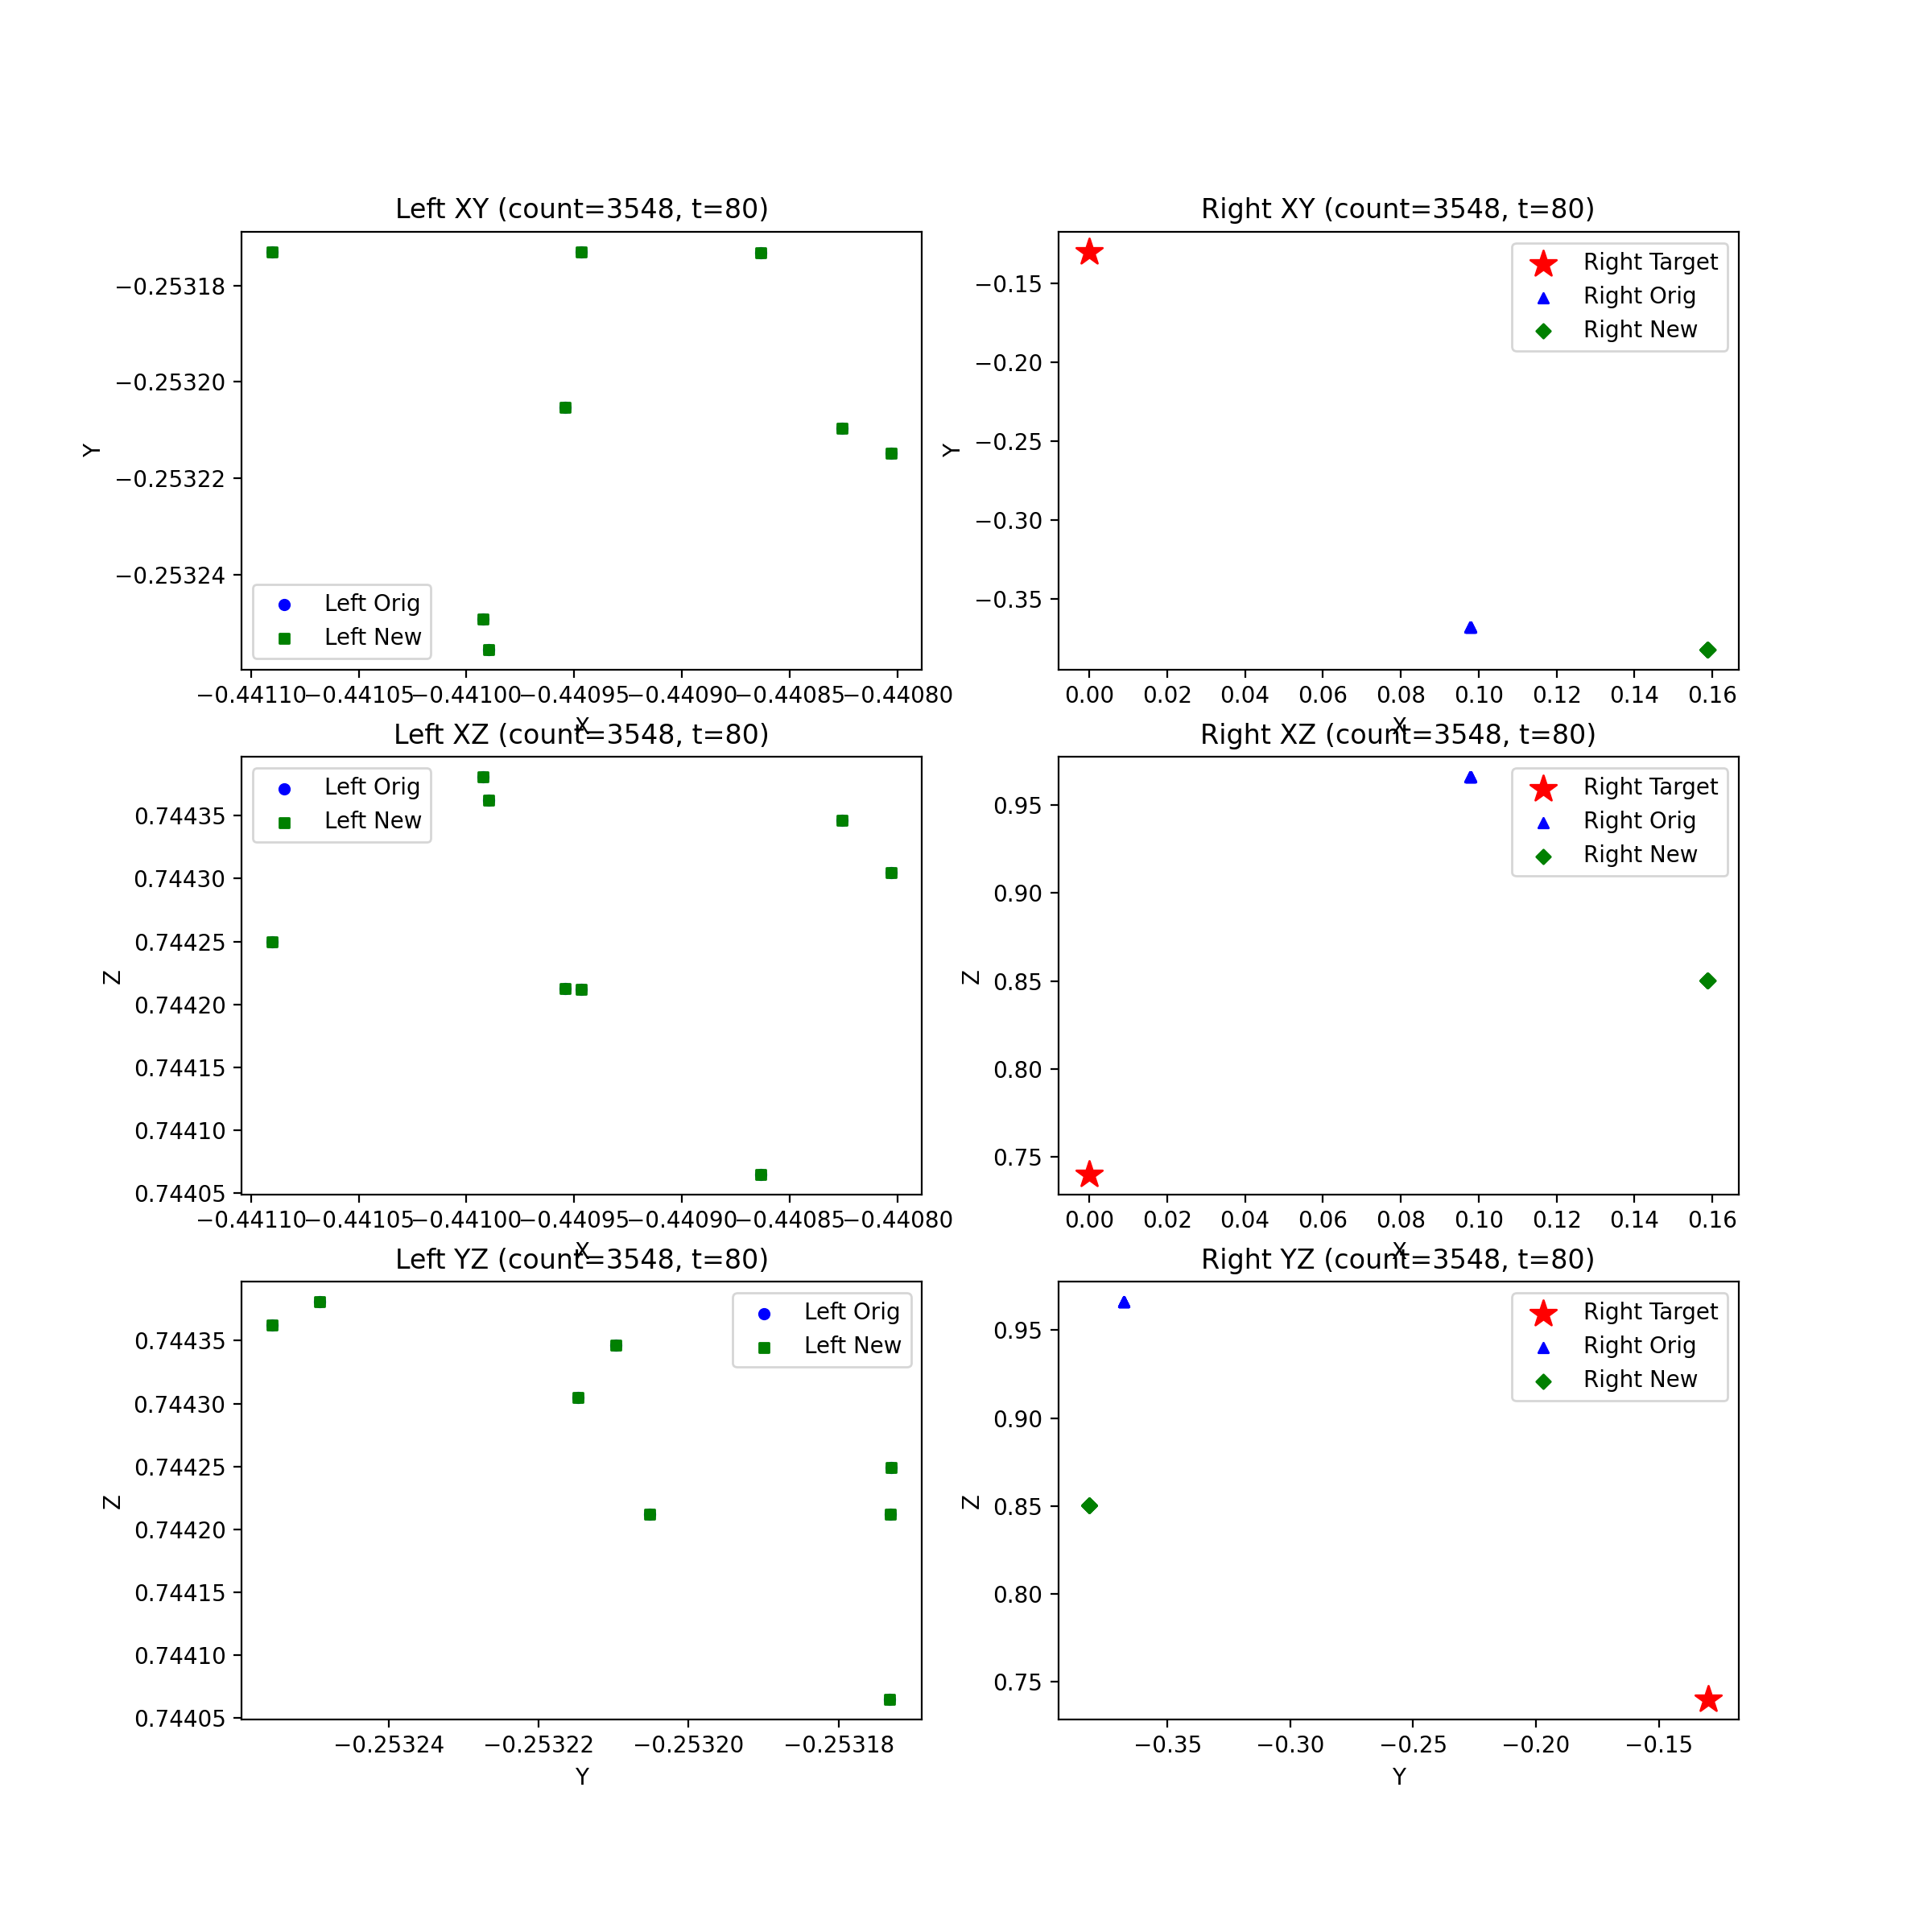 Left XY (count=3548, t=80)
−0.25318
−0.25320
−0.25322
−0.25324
Y
Left Orig
Left New
−0.44110 −0.44105 −0.44100 −0.44095 −0.44090 −0.44085 −0.44080
X
Right XY (count=3548, t=80)
−0.15
−0.20
−0.25
−0.30
−0.35
Y
Right Target
Right Orig
Right New
0.00 0.02 0.04 0.06 0.08 0.10 0.12 0.14 0.16
X
Left XZ (count=3548, t=80)
0.74435
0.74430
0.74425
0.74420
0.74415
0.74410
0.74405
Z
Left Orig
Left New
−0.44110 −0.44105 −0.44100 −0.44095 −0.44090 −0.44085 −0.44080
X
Right XZ (count=3548, t=80)
0.95
0.90
0.85
0.80
0.75
Z
Right Target
Right Orig
Right New
0.00 0.02 0.04 0.06 0.08 0.10 0.12 0.14 0.16
X
Left YZ (count=3548, t=80)
0.74435
0.74430
0.74425
0.74420
0.74415
0.74410
0.74405
Z
Left Orig
Left New
−0.25324 −0.25322 −0.25320 −0.25318
Y
Right YZ (count=3548, t=80)
0.95
0.90
0.85
0.80
0.75
Z
Right Target
Right Orig
Right New
−0.35 −0.30 −0.25 −0.20 −0.15
Y